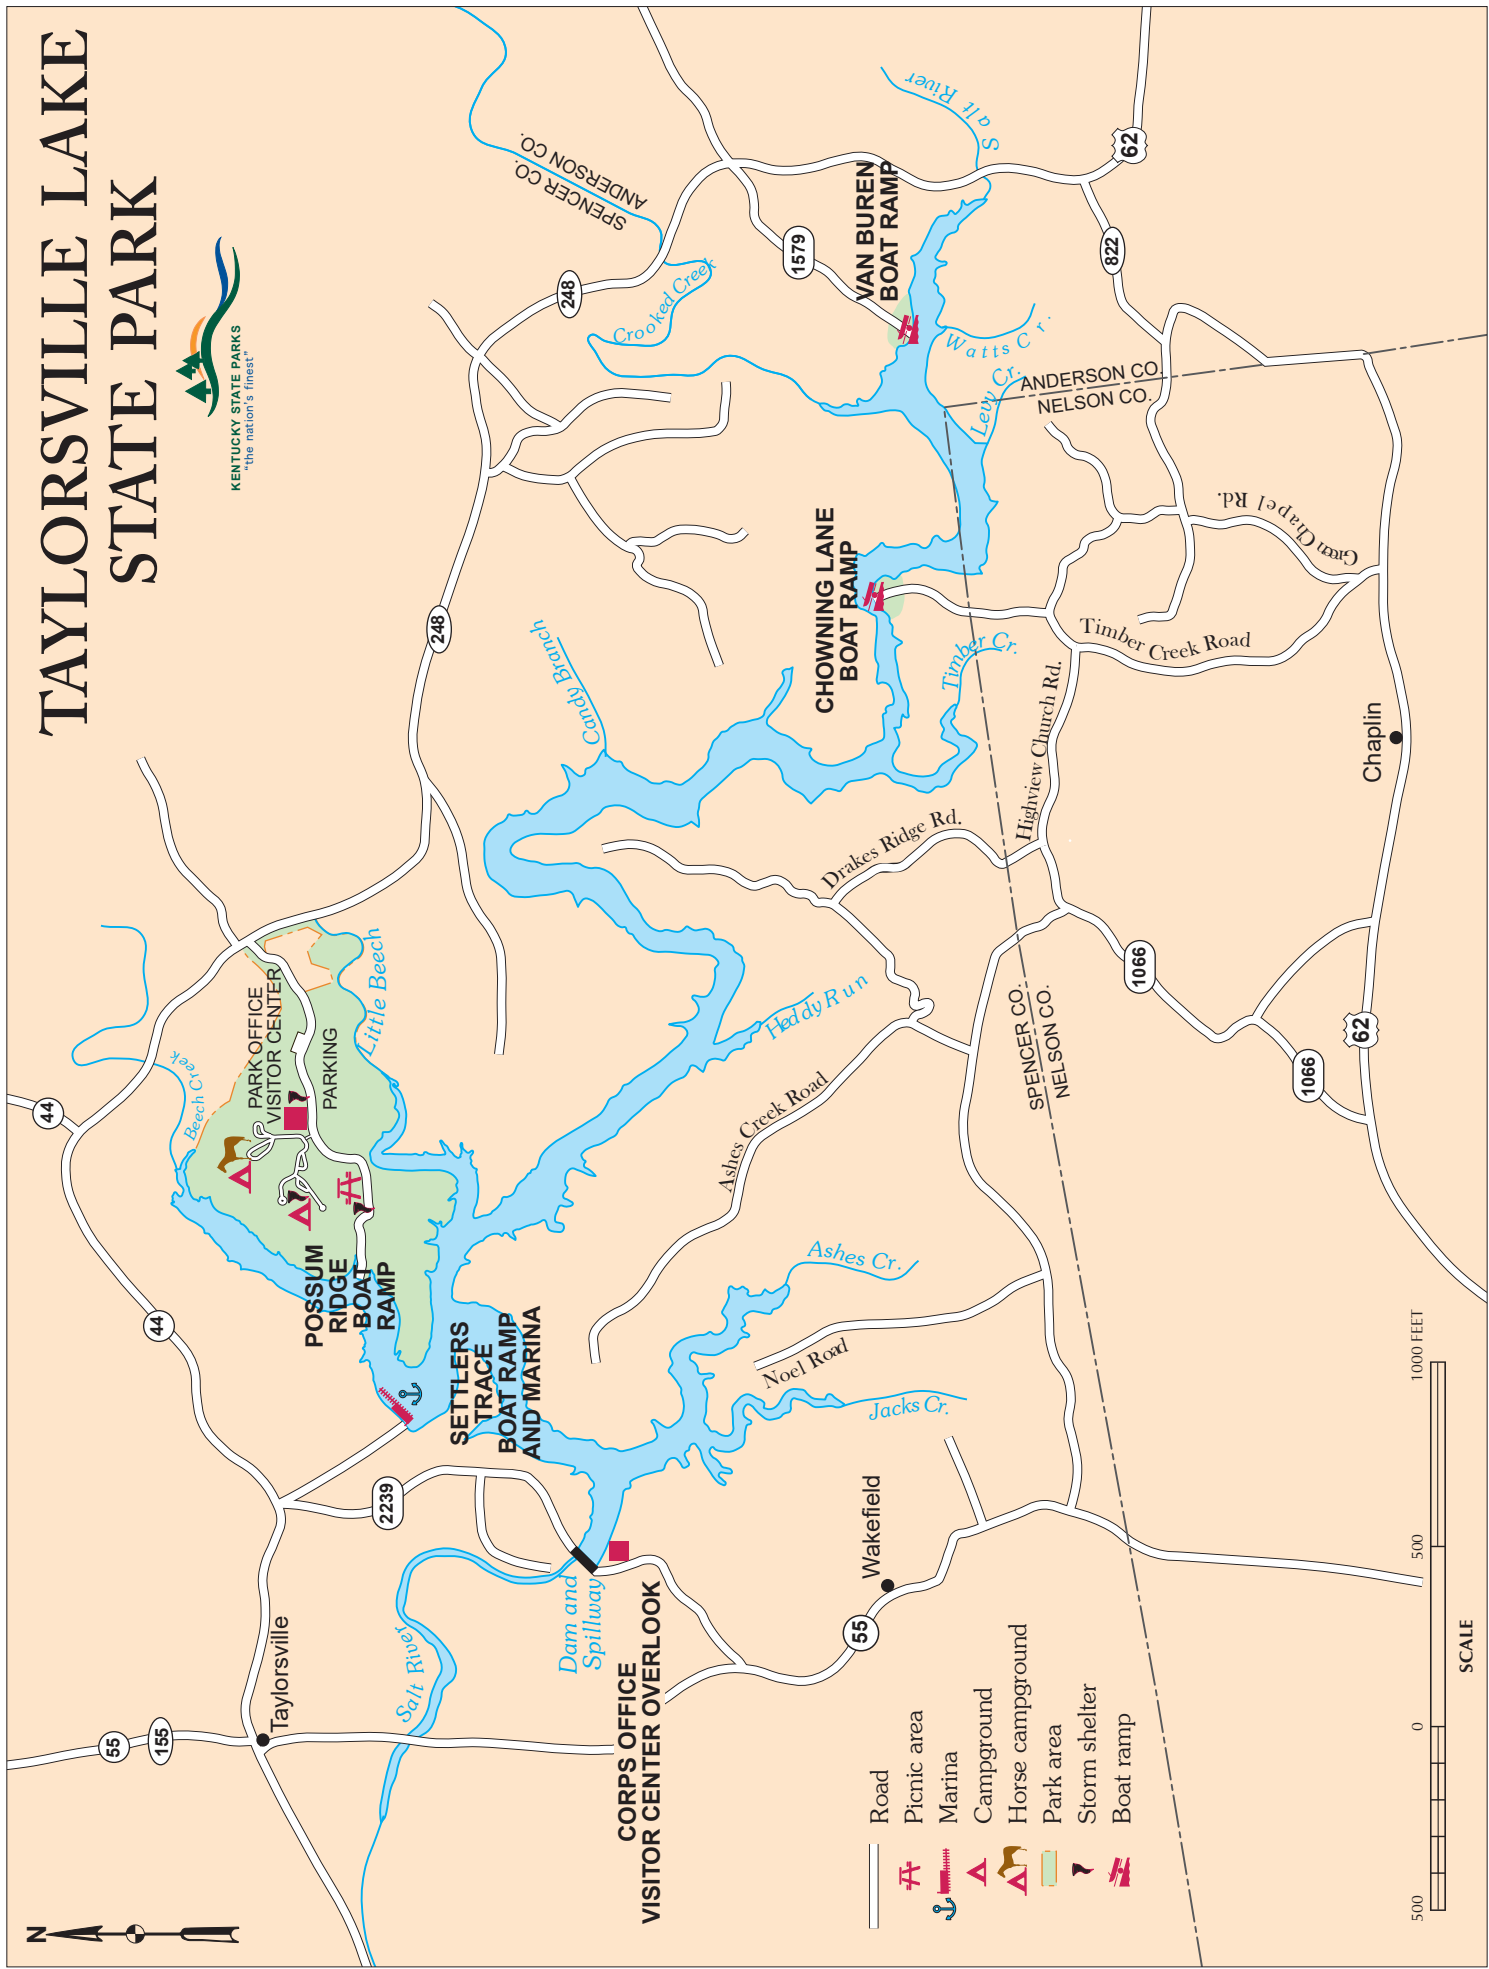 TAYLORSVILLE LAKE
STATE PARK
KENTUCKY STATE PARKS
"the nation's finest"
N
55
155
Taylorsville
44
44
248
248
2239
Salt River
Dam and
Spillway
CORPS OFFICE
VISITOR CENTER OVERLOOK
SETTLERS
TRACE
BOAT RAMP
AND MARINA
POSSUM
RIDGE
BOAT
RAMP
Beech Creek
PARK OFFICE
VISITOR CENTER
PARKING
Little Beech
Candy Branch
Crooked Creek
SPENCER CO.
ANDERSON CO.
1579
VAN BUREN
BOAT RAMP
Salt River
62
822
Watts Cr.
Levy Cr.
ANDERSON CO.
NELSON CO.
CHOWNING LANE
BOAT RAMP
Timber Cr.
Timber Creek Road
Green Chapel Rd.
Highview Church Rd.
Drakes Ridge Rd.
Heddy Run
Ashes Creek Road
Ashes Cr.
Noel Road
Jacks Cr.
SPENCER CO.
NELSON CO.
1066
1066
62
Chaplin
Wakefield
55
Road
Picnic area
Marina
Campground
Horse campground
Park area
Storm shelter
Boat ramp
500
0
500
1000 FEET
SCALE